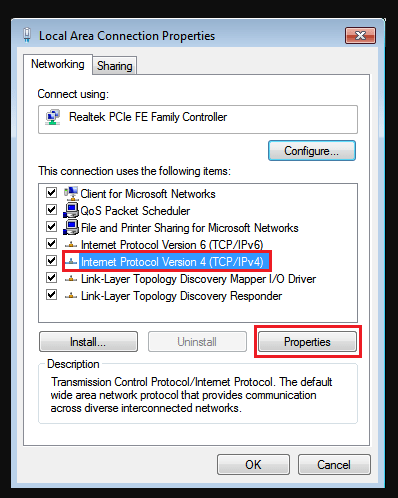 Local Area Connection Properties
Networking
Sharing
Connect using:
Realtek PCIe FE Family Controller
Configure...
This connection uses the following items:
Client for Microsoft Networks
QoS Packet Scheduler
File and Printer Sharing for Microsoft Networks
Internet Protocol Version 6 (TCP/IPv6)
Internet Protocol Version 4 (TCP/IPv4)
Link-Layer Topology Discovery Mapper I/O Driver
Link-Layer Topology Discovery Responder
Install...
Uninstall
Properties
Description
Transmission Control Protocol/Internet Protocol. The default
wide area network protocol that provides communication
across diverse interconnected networks.
OK
Cancel